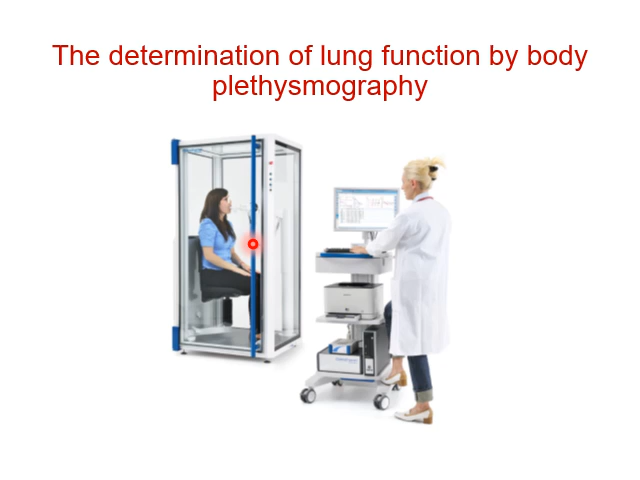 The determination of lung function by body
plethysmography